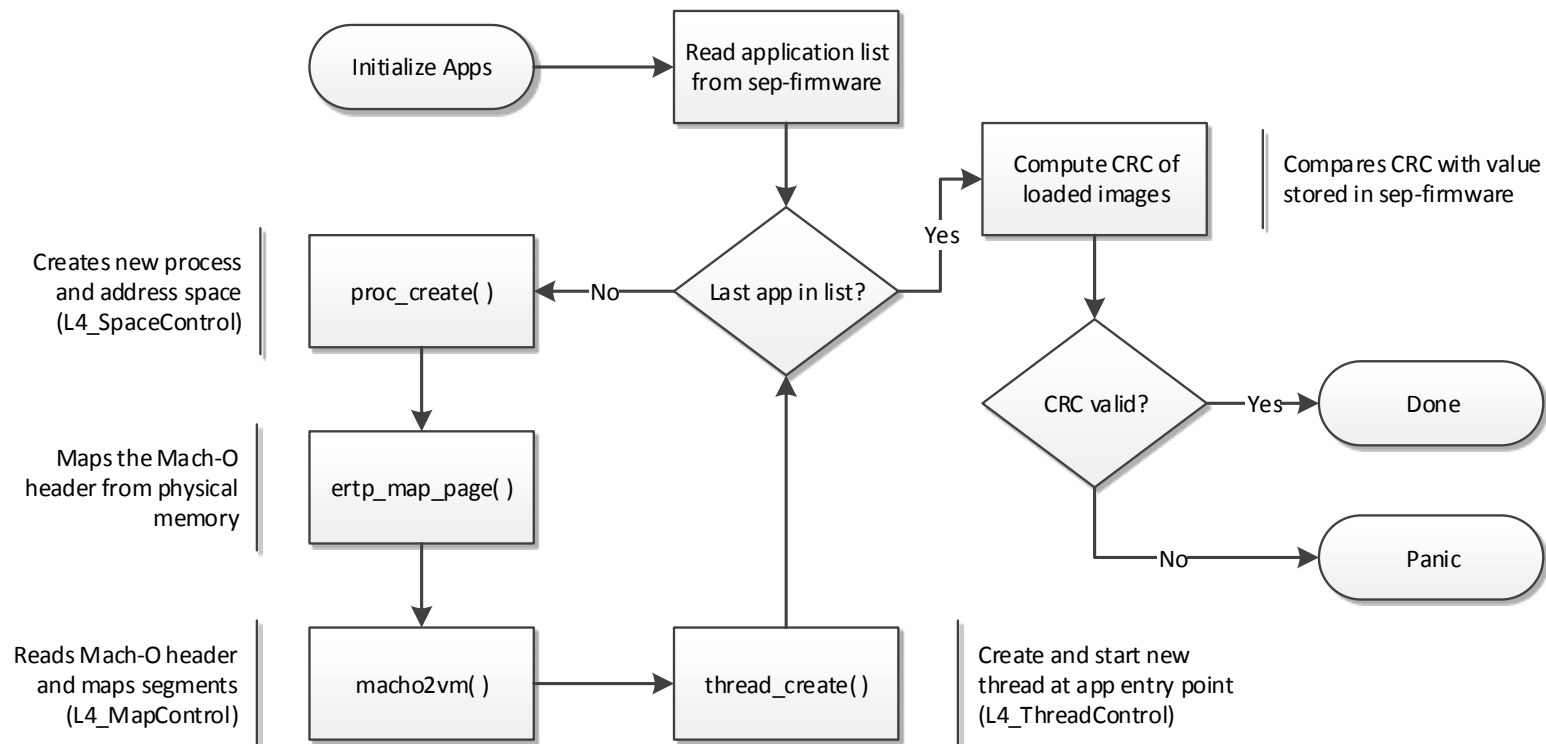 Initialize Apps
Read application list
from sep-firmware
Compute CRC of
loaded images
Compares CRC with value
stored in sep-firmware
Yes
Creates new process
and address space
(L4_SpaceControl)
proc_create( )
No
Last app in list?
CRC valid?
Yes
Done
Maps the Mach-O
header from physical
memory
ertp_map_page( )
No
Panic
Reads Mach-O header
and maps segments
(L4_MapControl)
macho2vm( )
thread_create( )
Create and start new
thread at app entry point
(L4_ThreadControl)